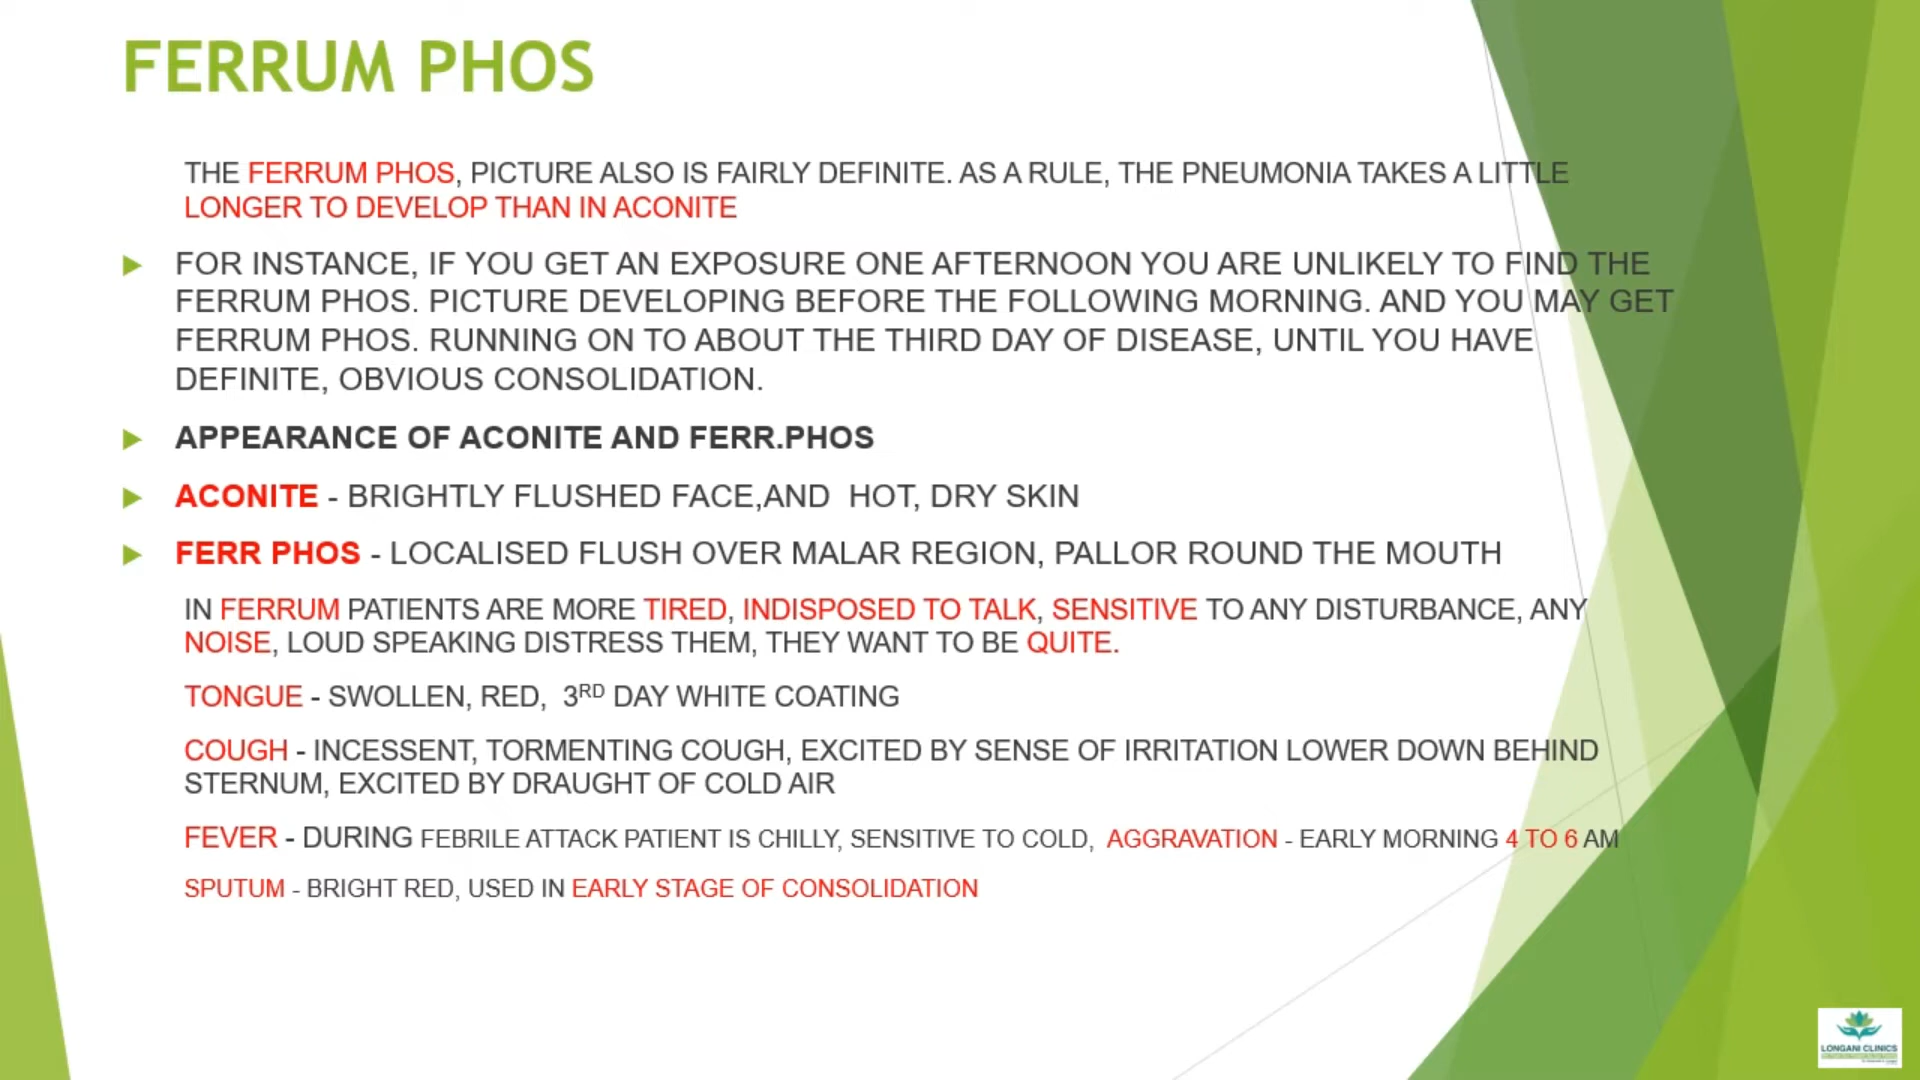 FERRUM PHOS
THE FERRUM PHOS, PICTURE ALSO IS FAIRLY DEFINITE. AS A RULE, THE PNEUMONIA TAKES A LITTLE
LONGER TO DEVELOP THAN IN ACONITE
FOR INSTANCE, IF YOU GET AN EXPOSURE ONE AFTERNOON YOU ARE UNLIKELY TO FIND THE
FERRUM PHOS. PICTURE DEVELOPING BEFORE THE FOLLOWING MORNING. AND YOU MAY GET
FERRUM PHOS. RUNNING ON TO ABOUT THE THIRD DAY OF DISEASE, UNTIL YOU HAVE
DEFINITE, OBVIOUS CONSOLIDATION.
APPEARANCE OF ACONITE AND FERR.PHOS
ACONITE - BRIGHTLY FLUSHED FACE,AND HOT, DRY SKIN
FERR PHOS - LOCALISED FLUSH OVER MALAR REGION, PALLOR ROUND THE MOUTH
IN FERRUM PATIENTS ARE MORE TIRED, INDISPOSED TO TALK, SENSITIVE TO ANY DISTURBANCE, ANY
NOISE, LOUD SPEAKING DISTRESS THEM, THEY WANT TO BE QUITE.
TONGUE - SWOLLEN, RED, 3RD DAY WHITE COATING
COUGH - INCESSENT, TORMENTING COUGH, EXCITED BY SENSE OF IRRITATION LOWER DOWN BEHIND
STERNUM, EXCITED BY DRAUGHT OF COLD AIR
FEVER - DURING FEBRILE ATTACK PATIENT IS CHILLY, SENSITIVE TO COLD, AGGRAVATION - EARLY MORNING 4 TO 6 AM
SPUTUM - BRIGHT RED, USED IN EARLY STAGE OF CONSOLIDATION
LONGANI CLINICS